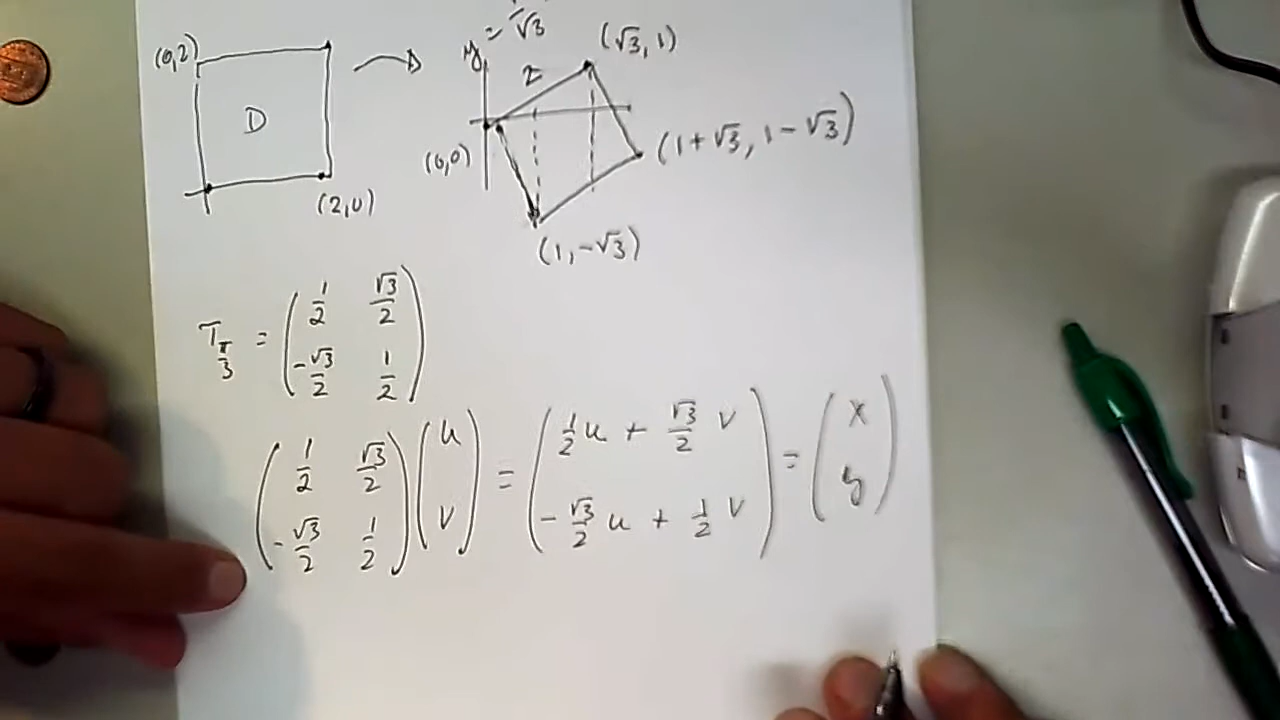 y = 1/√3
(0,2)
(√3, 1)
D
(1+√3, 1-√3)
(0,0)
(2,0)
(1,-√3)
T_{π/3} = ( 1/2 √3/2
-√3/2 1/2 )
( 1/2 √3/2 ) ( u ) = ( 1/2 u + √3/2 v ) = ( x )
( -√3/2 1/2 ) ( v ) ( -√3/2 u + 1/2 v ) ( y )